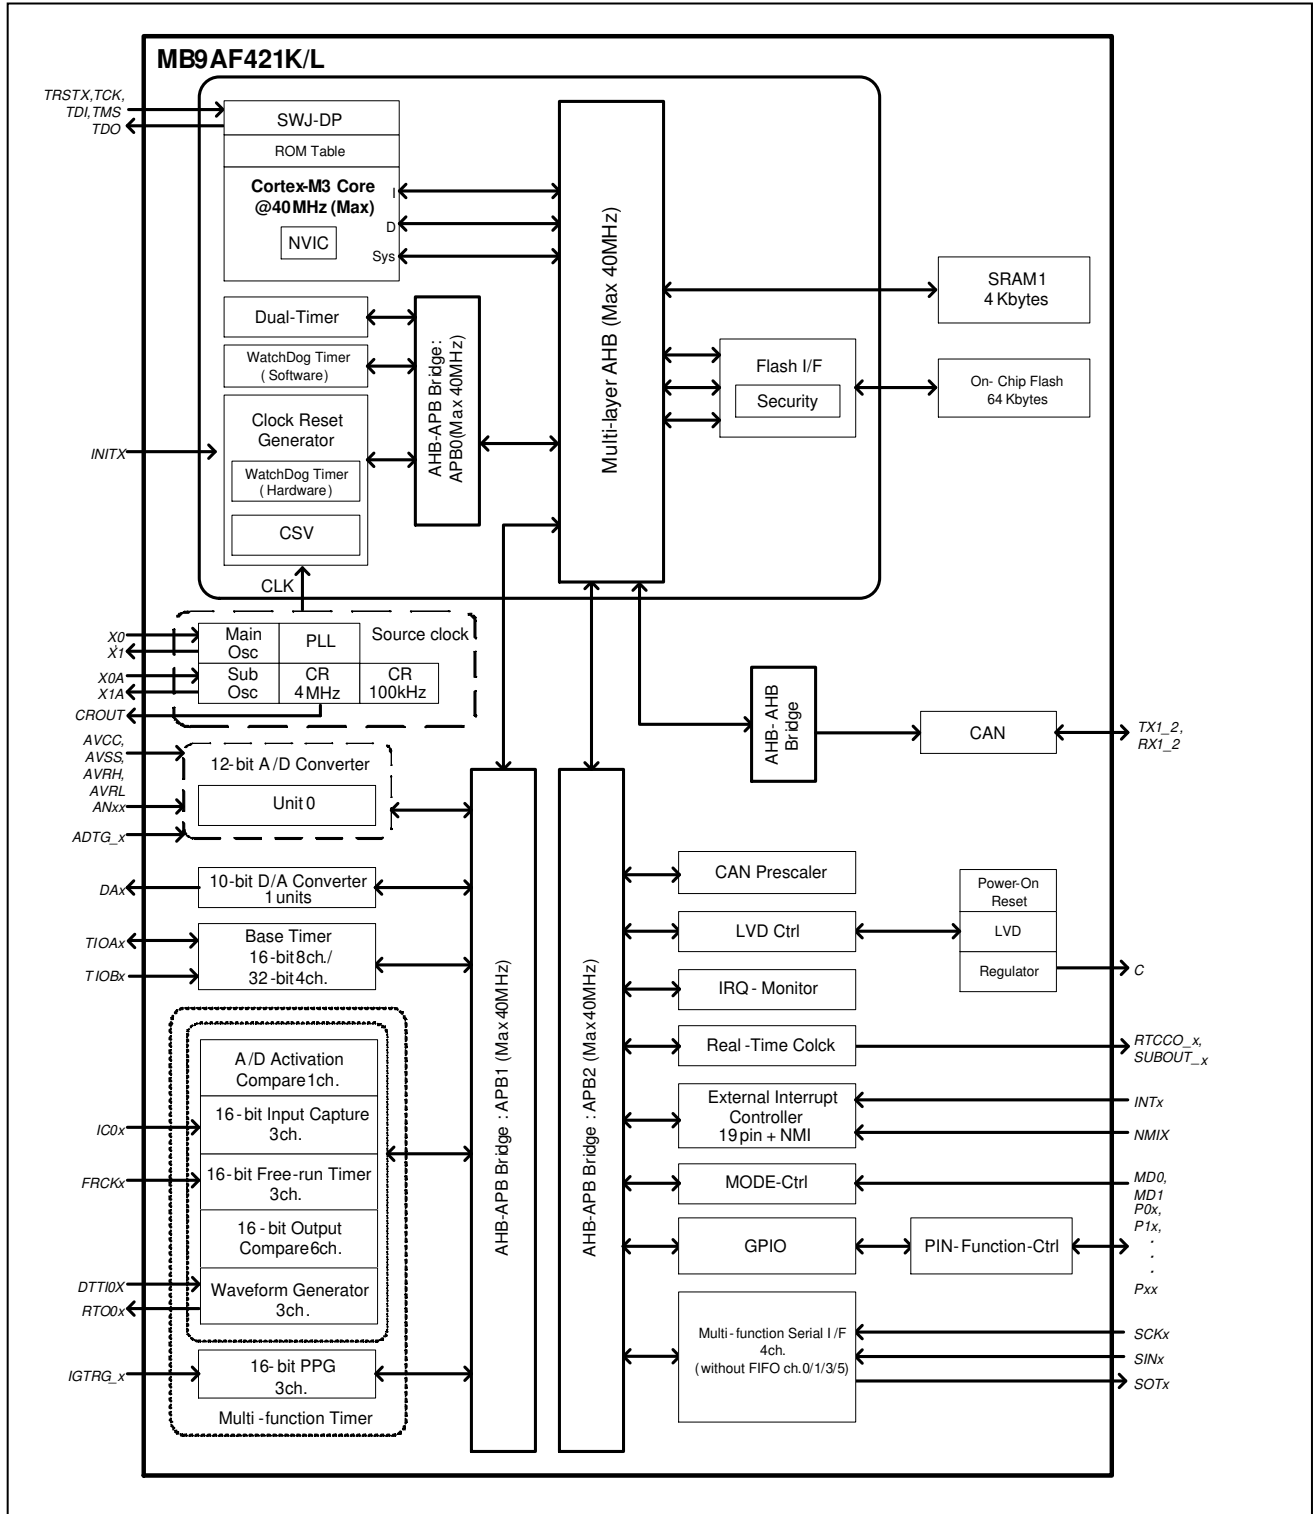 MB9AF421K/L
TRSTX,TCK,
TDI,TMS
TDO
SWJ-DP
ROM Table
Cortex-M3 Core
@40MHz (Max)
NVIC
I
D
Sys
Dual-Timer
WatchDog Timer
(Software)
Clock Reset
Generator
WatchDog Timer
(Hardware)
CSV
INITX
CLK
AHB-APB Bridge:
APB0(Max 40MHz)
Multi-layer AHB (Max 40MHz)
Flash I/F
Security
SRAM1
4 Kbytes
On-Chip Flash
64 Kbytes
X0
X1
X0A
X1A
CROUT
Main
Osc
PLL
Source clock
Sub
Osc
CR
4MHz
CR
100kHz
AHB-AHB
Bridge
CAN
TX1_2,
RX1_2
AVCC,
AVSS,
AVRH,
AVRL
ANxx
ADTG_x
12-bit A/D Converter
Unit 0
DAx
10-bit D/A Converter
1units
TIOAx
TIOBx
Base Timer
16-bit 8ch./
32-bit 4ch.
A/D Activation
Compare 1ch.
IC0x
16-bit Input Capture
3ch.
FRCKx
16-bit Free-run Timer
3ch.
16-bit Output
Compare 6ch.
DTTI0X
RTO0x
Waveform Generator
3ch.
IGTRG_x
16-bit PPG
3ch.
Multi-function Timer
AHB-APB Bridge : APB1 (Max 40MHz)
AHB-APB Bridge : APB2 (Max 40MHz)
CAN Prescaler
LVD Ctrl
Power-On
Reset
LVD
Regulator
C
IRQ-Monitor
Real-Time Colck
RTCCO_x,
SUBOUT_x
External Interrupt
Controller
19pin + NMI
INTx
NMIX
MODE-Ctrl
MD0,
MD1
GPIO
PIN-Function-Ctrl
P0x,
P1x,
.
.
.
Pxx
Multi-function Serial I/F
4ch.
(without FIFO ch.0/1/3/5)
SCKx
SINx
SOTx